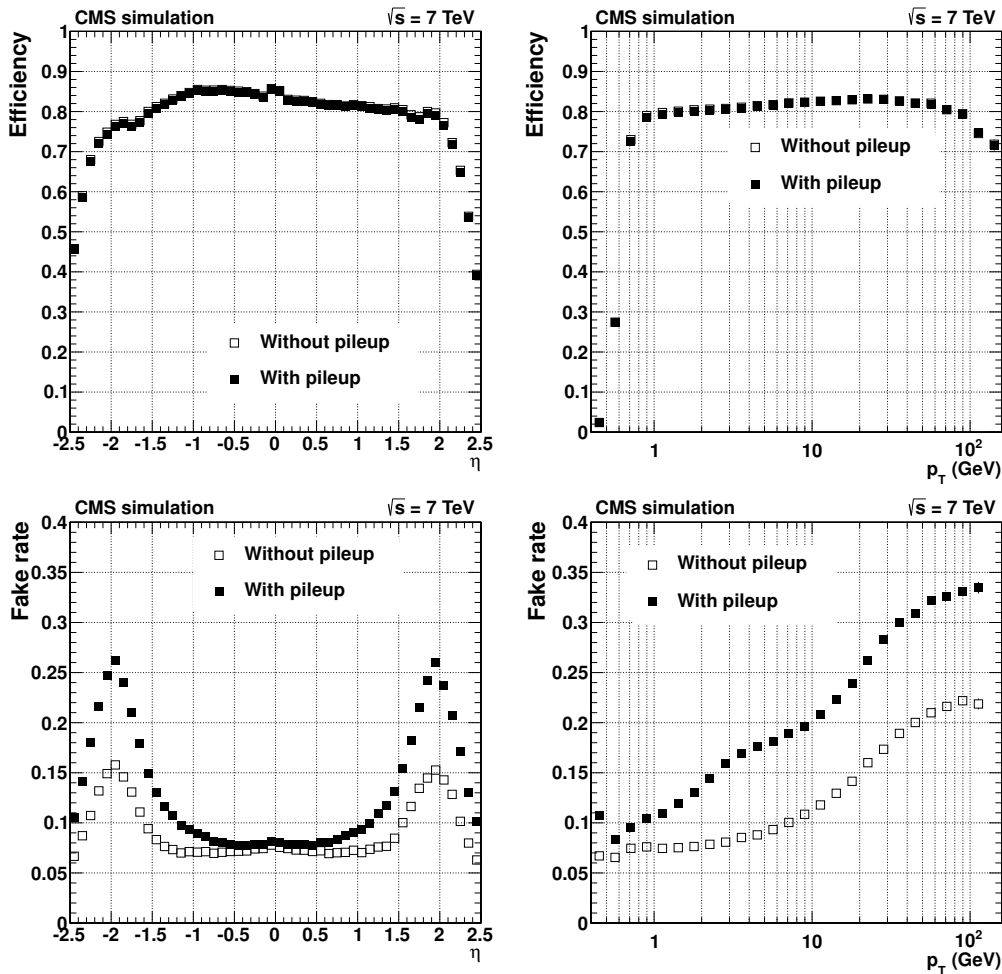 CMS simulation √s = 7 TeV
Efficiency
1
0.9
0.8
0.7
0.6
0.5
0.4
0.3
0.2
0.1
0
Without pileup
With pileup
-2.5 -2 -1.5 -1 -0.5 0 0.5 1 1.5 2 2.5
η
CMS simulation √s = 7 TeV
Efficiency
1
0.9
0.8
0.7
0.6
0.5
0.4
0.3
0.2
0.1
0
Without pileup
With pileup
1 10 10²
p_T (GeV)
CMS simulation √s = 7 TeV
Fake rate
0.4
0.35
0.3
0.25
0.2
0.15
0.1
0.05
0
Without pileup
With pileup
-2.5 -2 -1.5 -1 -0.5 0 0.5 1 1.5 2 2.5
η
CMS simulation √s = 7 TeV
Fake rate
0.4
0.35
0.3
0.25
0.2
0.15
0.1
0.05
0
Without pileup
With pileup
1 10 10²
p_T (GeV)